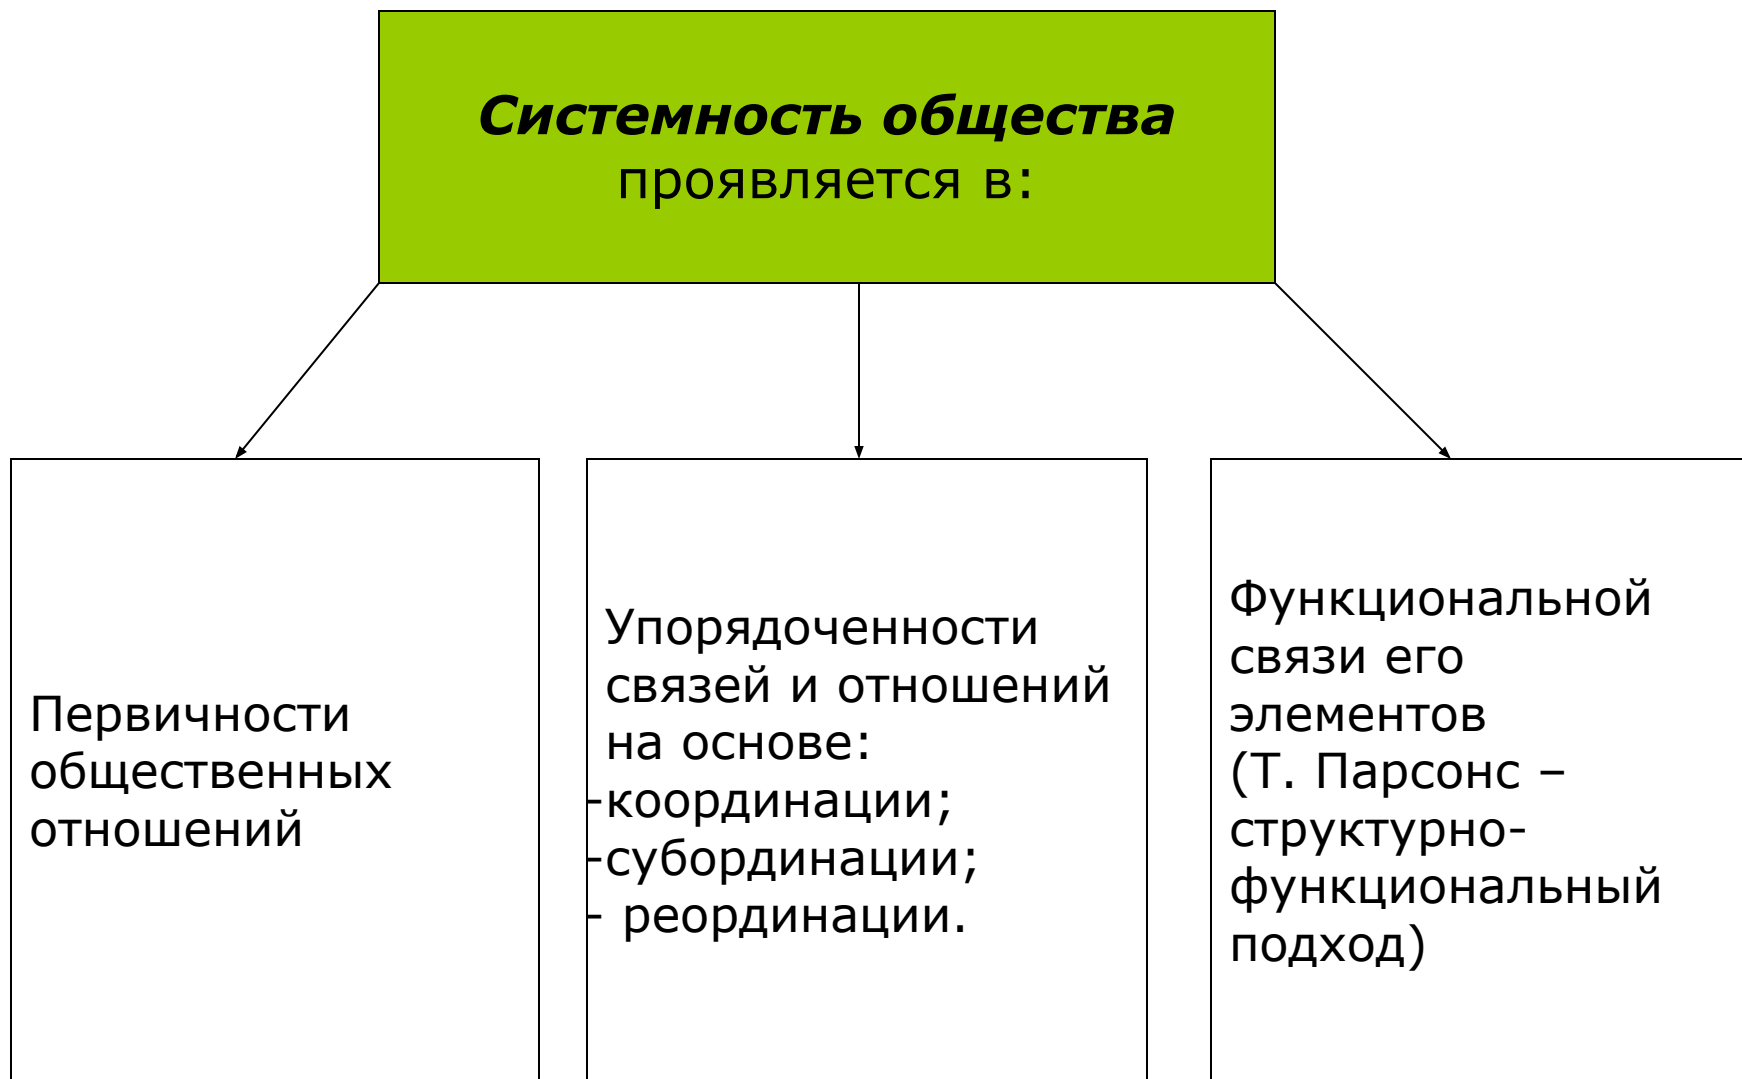 Системность общества
проявляется в:
Первичности
общественных
отношений
Упорядоченности
связей и отношений
на основе:
-координации;
-субординации;
- реординации.
Функциональной
связи его
элементов
(Т. Парсонс –
структурно-
функциональный
подход)